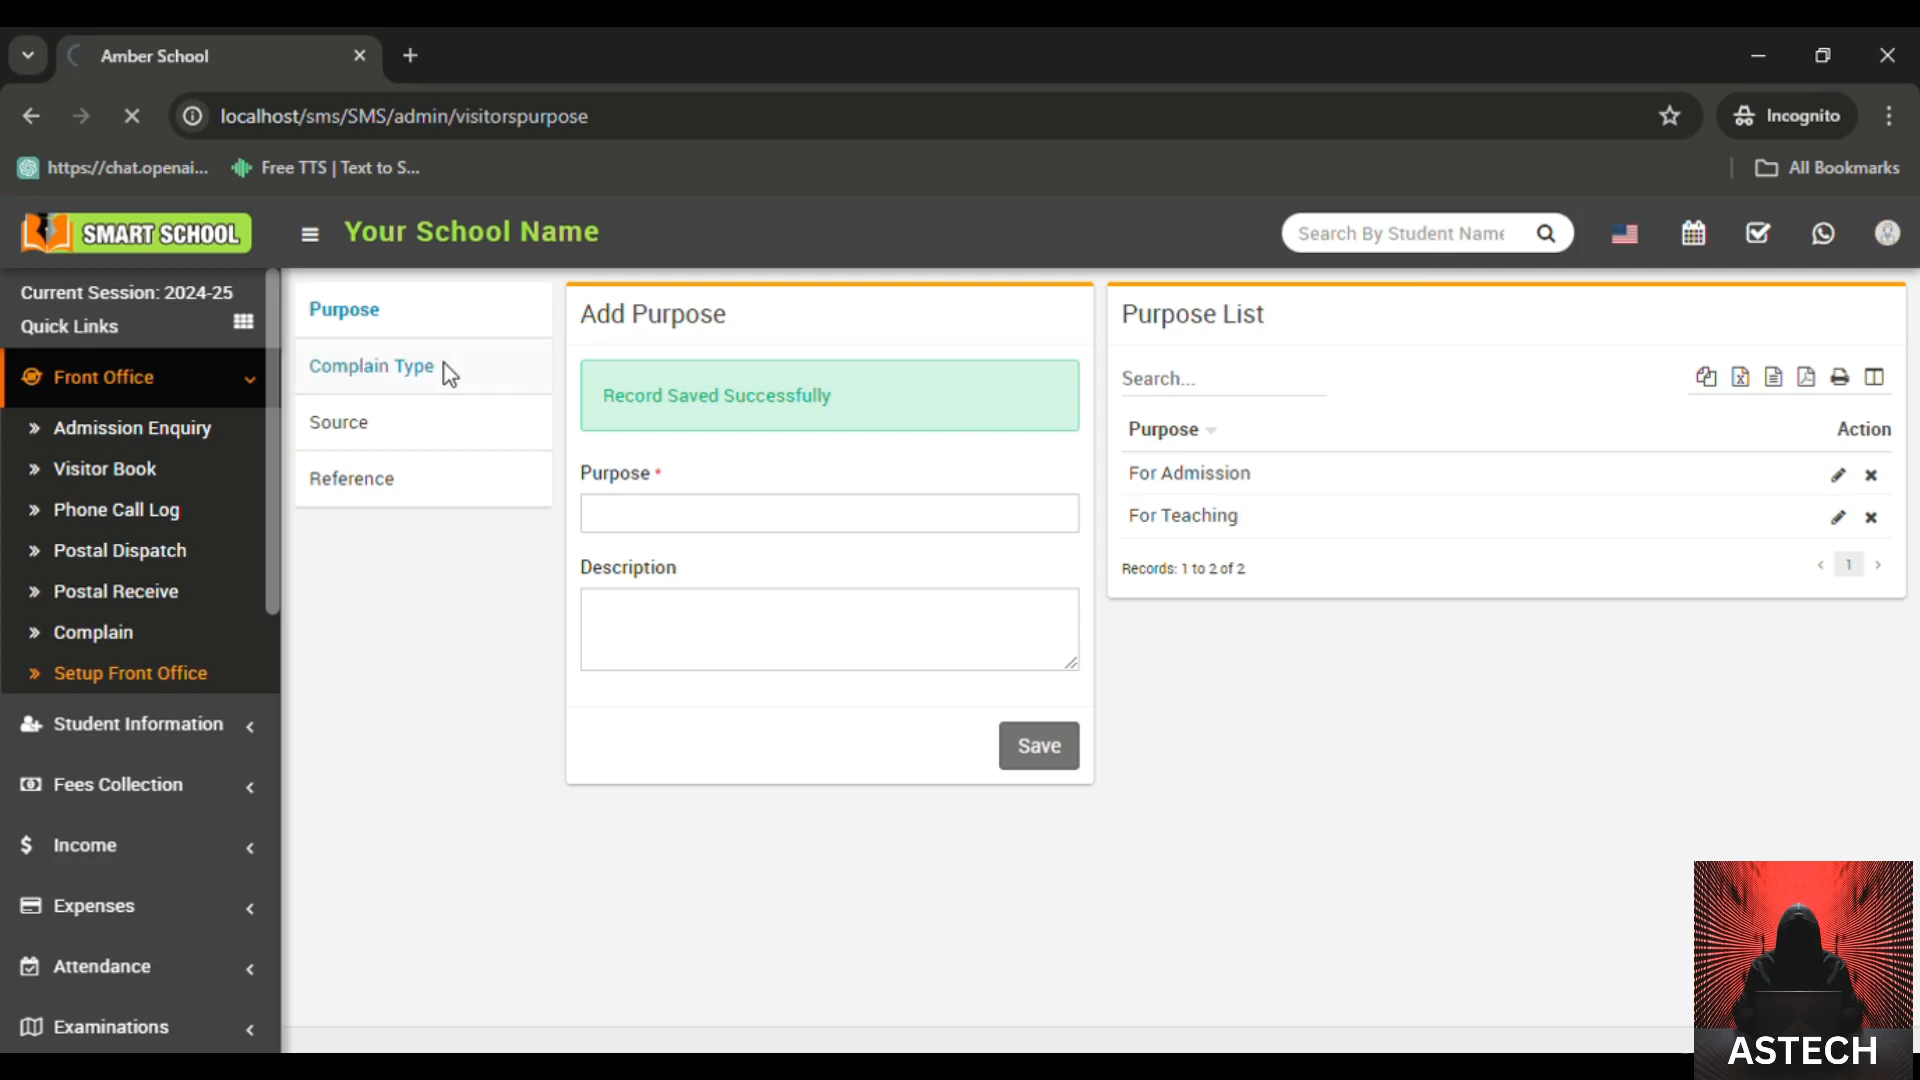 Amber School
localhost/sms/SMS/admin/visitorspurpose
Incognito
https://chat.openai...
Free TTS | Text to S...
All Bookmarks
SMART SCHOOL
Your School Name
Search By Student Name
Current Session: 2024-25
Quick Links
Front Office
Admission Enquiry
Visitor Book
Phone Call Log
Postal Dispatch
Postal Receive
Complain
Setup Front Office
Student Information
Fees Collection
Income
Expenses
Attendance
Examinations
Purpose
Complain Type
Source
Reference
Add Purpose
Record Saved Successfully
Purpose *
Description
Save
Purpose List
Search...
Purpose Action
For Admission
For Teaching
Records: 1 to 2 of 2
1
ASTECH